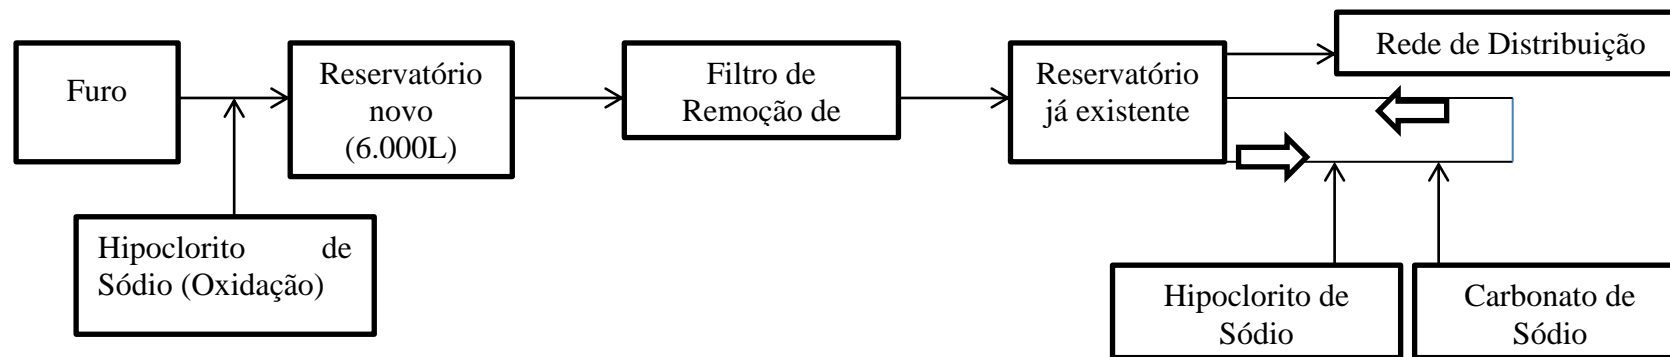 Furo
Reservatório
novo
(6.000L)
Filtro de
Remoção de
Reservatório
já existente
Rede de Distribuição
Hipoclorito de
Sódio (Oxidação)
Hipoclorito de
Sódio
Carbonato de
Sódio